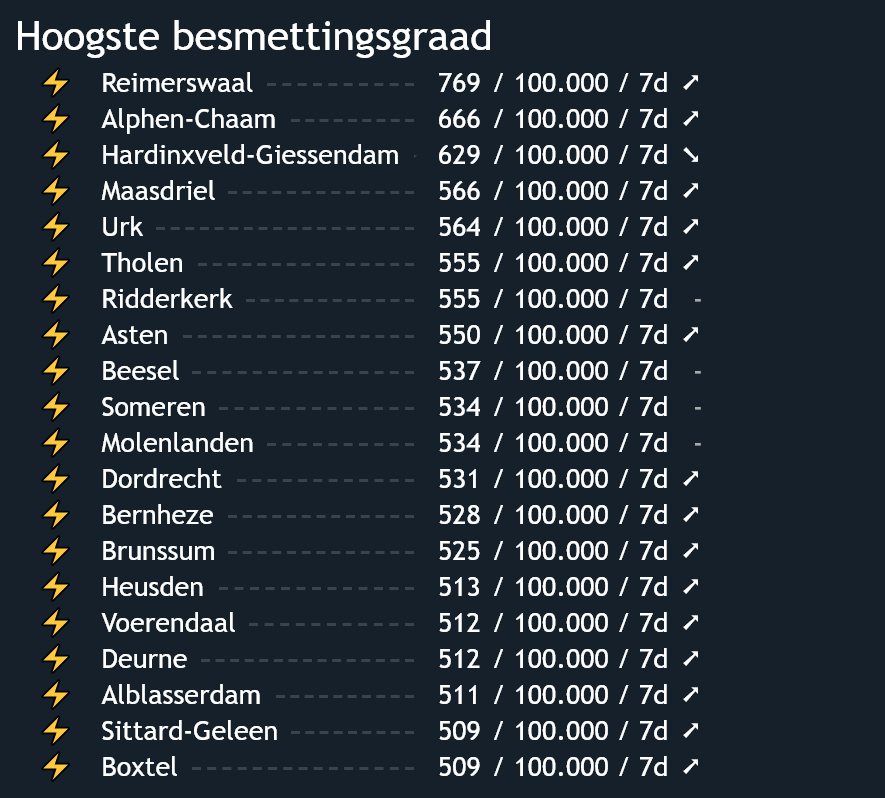 Hoogste besmettingsgraad
Reimerswaal 769 / 100.000 / 7d ➚
Alphen-Chaam 666 / 100.000 / 7d ➚
Hardinxveld-Giessendam 629 / 100.000 / 7d ➘
Maasdriel 566 / 100.000 / 7d ➚
Urk 564 / 100.000 / 7d ➚
Tholen 555 / 100.000 / 7d ➚
Ridderkerk 555 / 100.000 / 7d -
Asten 550 / 100.000 / 7d ➚
Beesel 537 / 100.000 / 7d -
Someren 534 / 100.000 / 7d -
Molenlanden 534 / 100.000 / 7d -
Dordrecht 531 / 100.000 / 7d ➚
Bernheze 528 / 100.000 / 7d ➚
Brunssum 525 / 100.000 / 7d ➚
Heusden 513 / 100.000 / 7d ➚
Voerendaal 512 / 100.000 / 7d ➚
Deurne 512 / 100.000 / 7d ➚
Alblasserdam 511 / 100.000 / 7d ➚
Sittard-Geleen 509 / 100.000 / 7d ➚
Boxtel 509 / 100.000 / 7d ➚